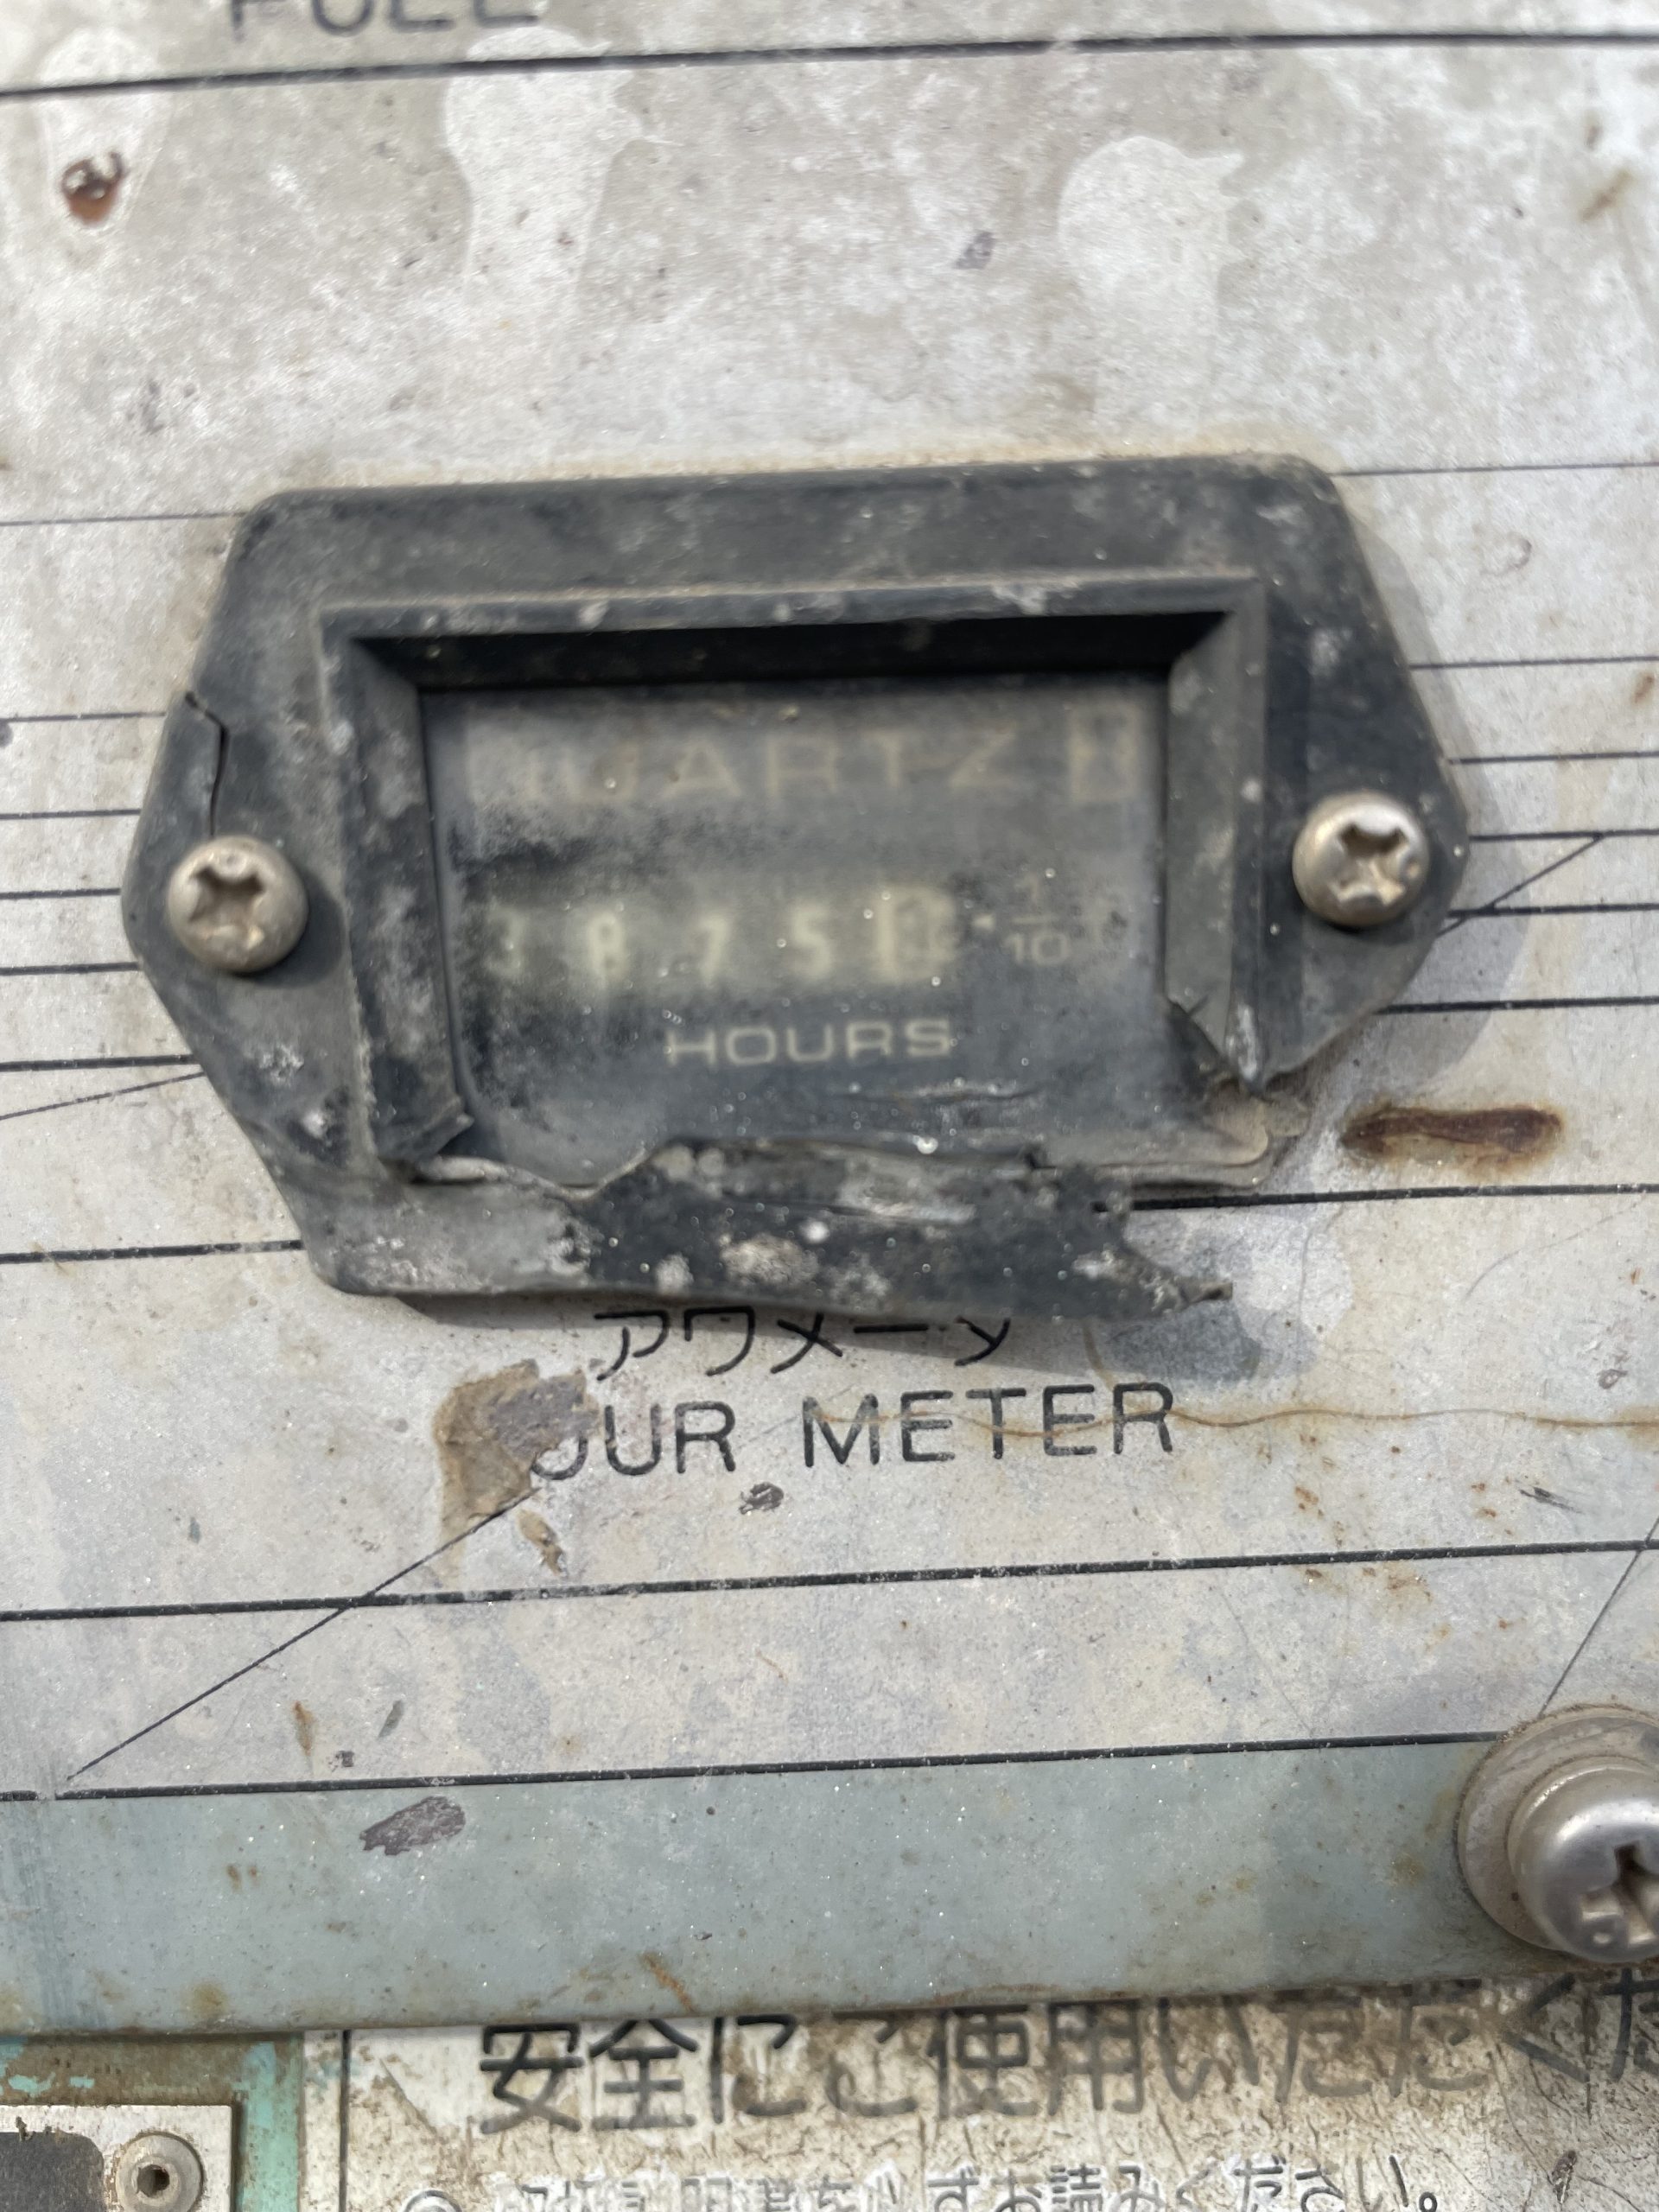 FUEL
QUARTZ
1/10
HOURS
アワメータ
OUR METER
安全にご使用いただくた
ずお読みください。